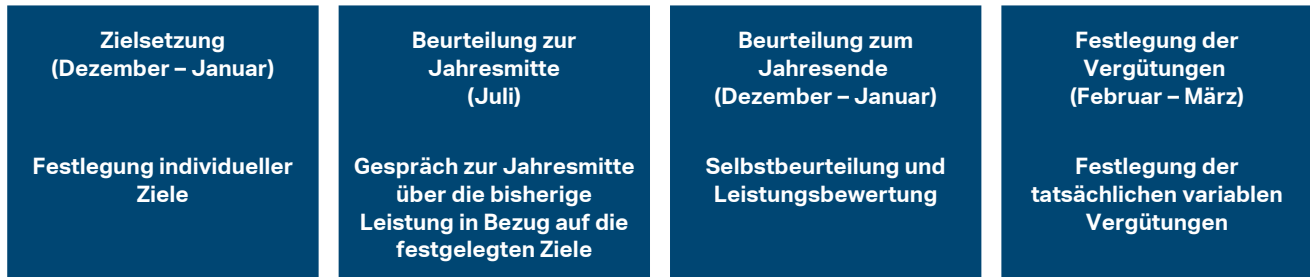 Zielsetzung
(Dezember – Januar)
Festlegung individueller
Ziele
Beurteilung zur
Jahresmitte
(Juli)
Gespräch zur Jahresmitte
über die bisherige
Leistung in Bezug auf die
festgelegten Ziele
Beurteilung zum
Jahresende
(Dezember – Januar)
Selbstbeurteilung und
Leistungsbewertung
Festlegung der
Vergütungen
(Februar – März)
Festlegung der
tatsächlichen variablen
Vergütungen